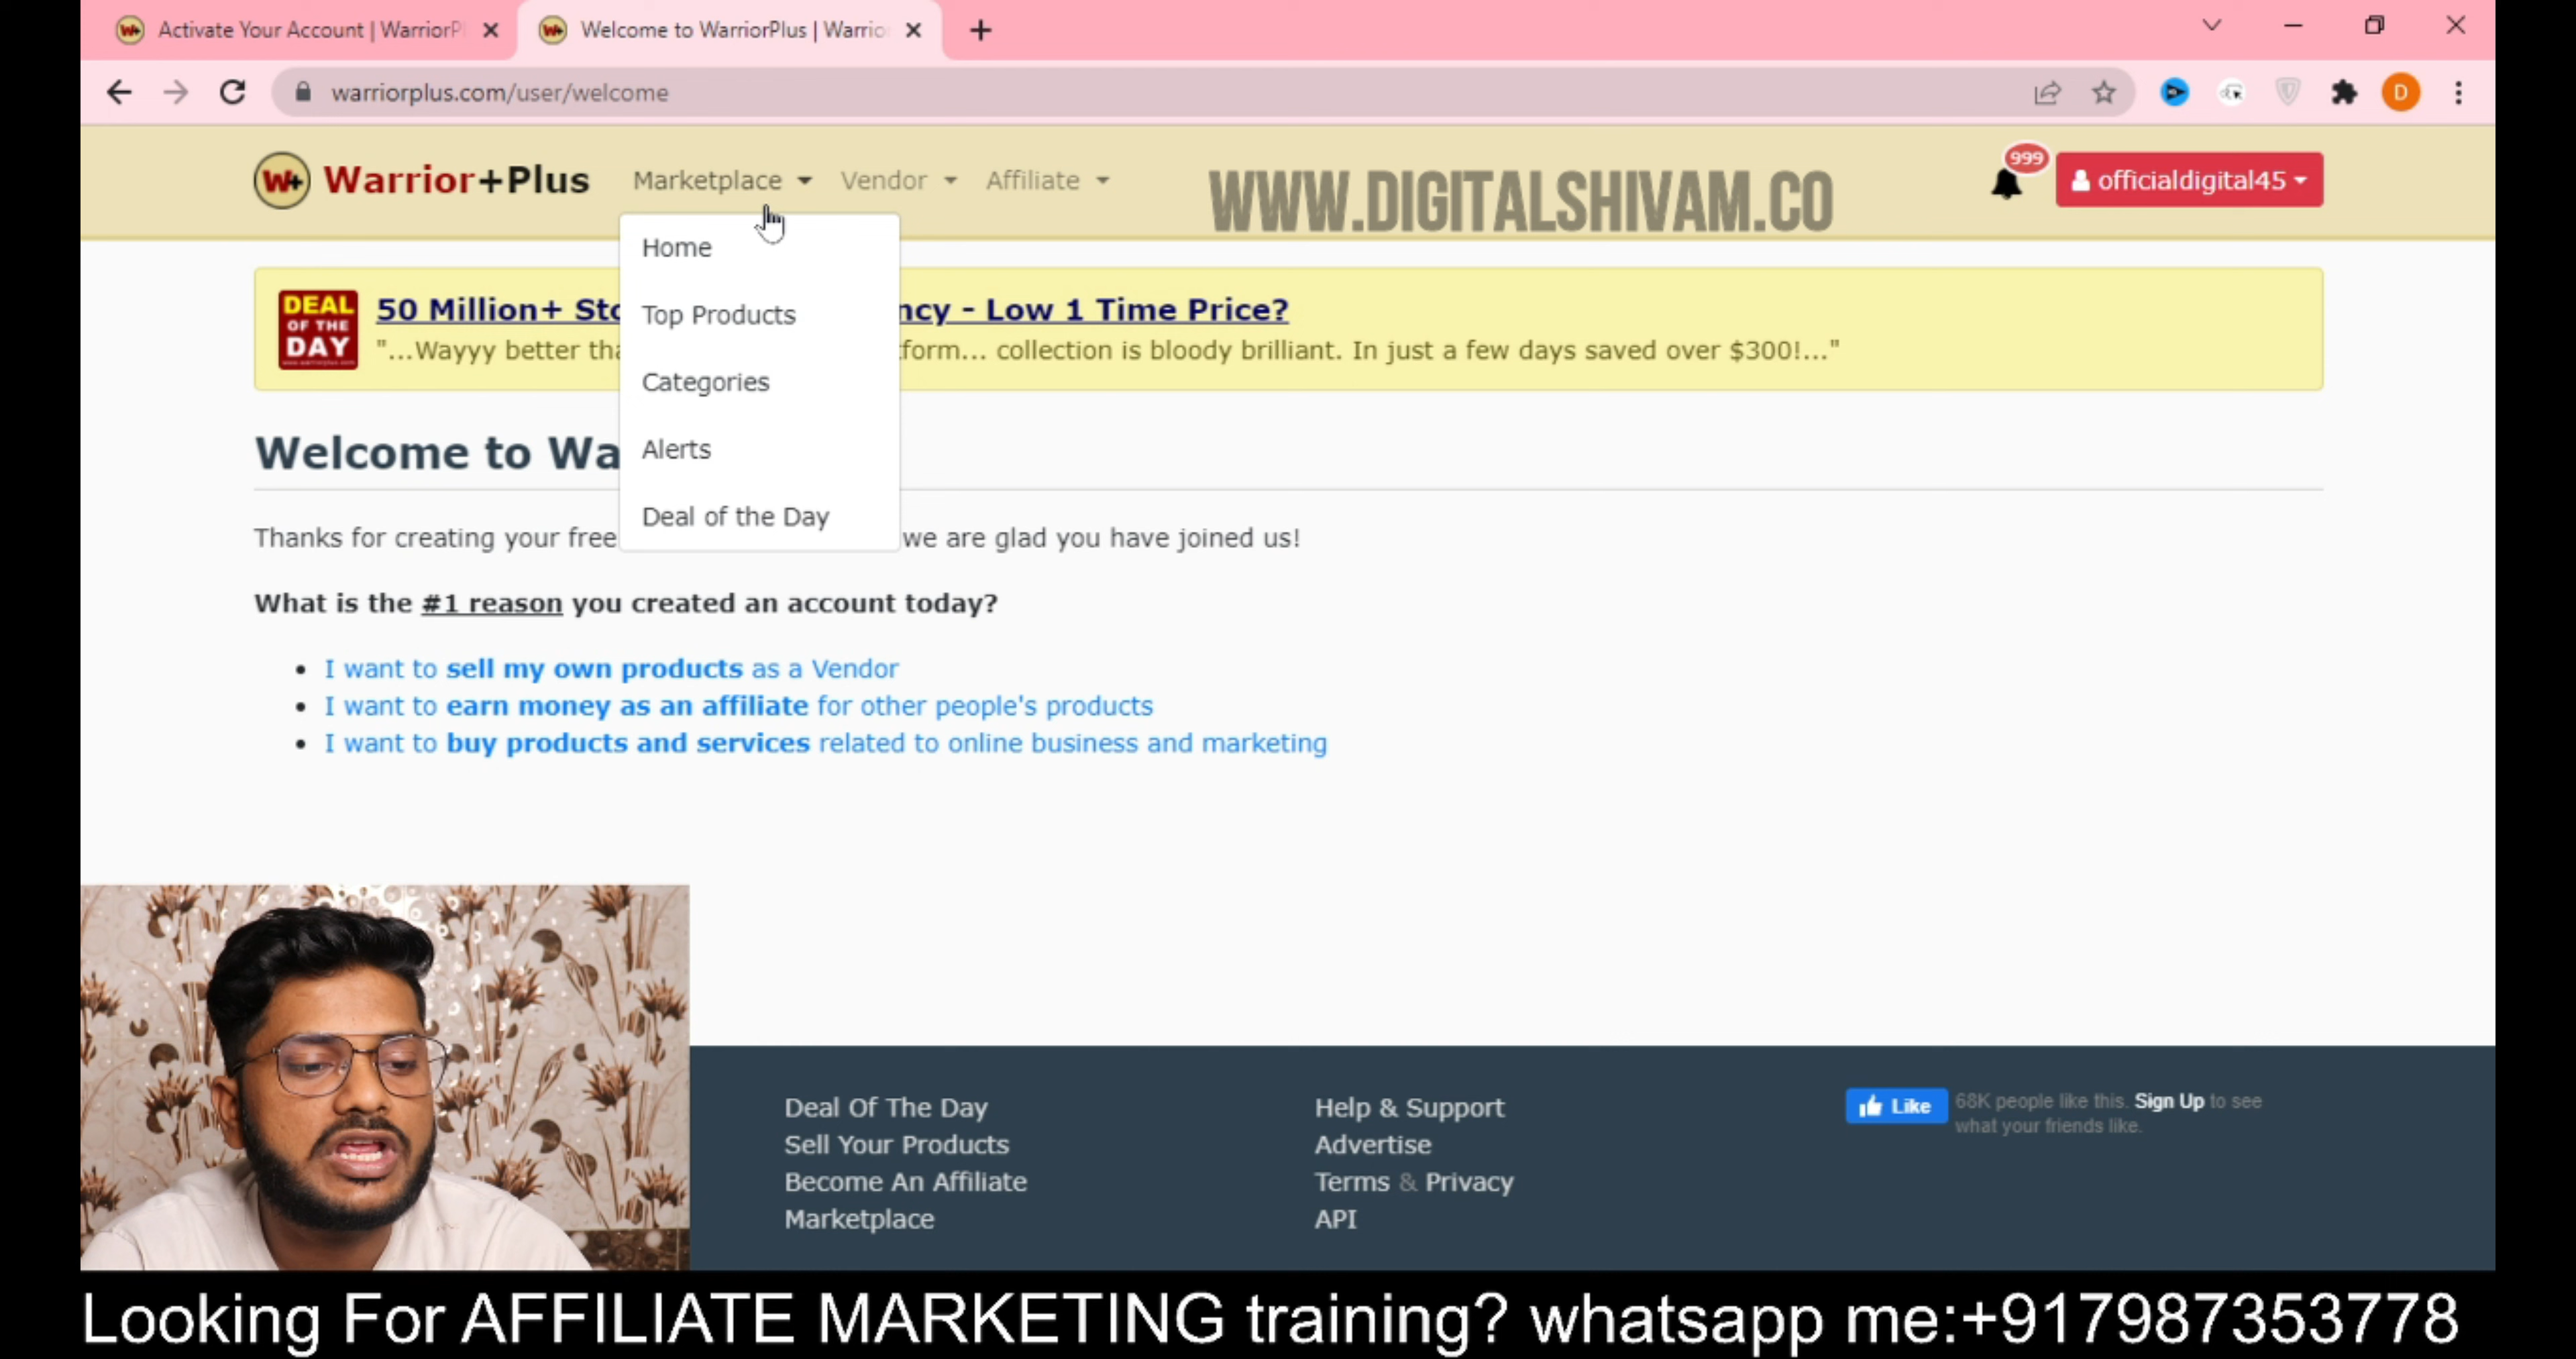 Activate Your Account | WarriorP
Welcome to WarriorPlus | Warrio
warriorplus.com/user/welcome
D
W+ Warrior+Plus Marketplace Vendor Affiliate
WWW.DIGITALSHIVAM.CO
999
officialdigital45
Home
Top Products
Categories
Alerts
Deal of the Day
DEAL
OF THE
DAY
50 Million+ Sto ncy - Low 1 Time Price?
"...Wayyy better tha tform... collection is bloody brilliant. In just a few days saved over $300!..."
Welcome to Wa
Thanks for creating your free we are glad you have joined us!
What is the #1 reason you created an account today?
• I want to sell my own products as a Vendor
• I want to earn money as an affiliate for other people's products
• I want to buy products and services related to online business and marketing
Deal Of The Day
Sell Your Products
Become An Affiliate
Marketplace
Help & Support
Advertise
Terms & Privacy
API
Like
68K people like this. Sign Up to see
what your friends like.
Looking For AFFILIATE MARKETING training? whatsapp me:+917987353778